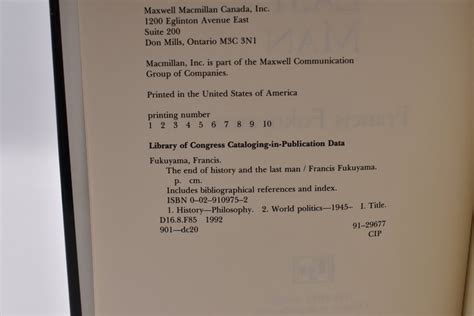 Maxwell Macmillan Canada, Inc.
1200 Eglinton Avenue East
Suite 200
Don Mills, Ontario M3C 3N1
Macmillan, Inc. is part of the Maxwell Communication
Group of Companies.
Printed in the United States of America
printing number
1 2 3 4 5 6 7 8 9 10
Library of Congress Cataloging-in-Publication Data
Fukuyama, Francis.
The end of history and the last man / Francis Fukuyama.
p. cm.
Includes bibliographical references and index.
ISBN 0–02–910975–2
1. History—Philosophy. 2. World politics—1945– I. Title.
D16.8.F85 1992
901—dc20 91–29677
CIP